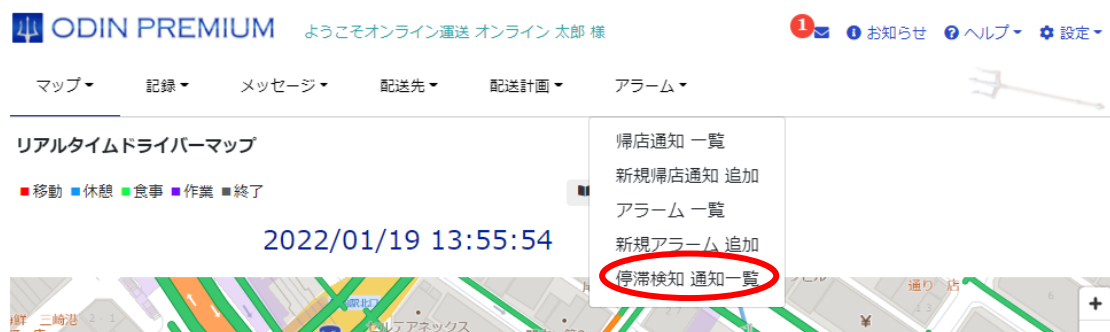 ODIN PREMIUM ようこそオンライン運送 オンライン 太郎 様 1 お知らせ ヘルプ 設定
マップ 記録 メッセージ 配送先 配送計画 アラーム
リアルタイムドライバーマップ
移動 休憩 食事 作業 終了
2022/01/19 13:55:54
帰店通知 一覧
新規帰店通知 追加
アラーム 一覧
新規アラーム 追加
停滞検知 通知一覧
通り 店
三崎港 2-1
+